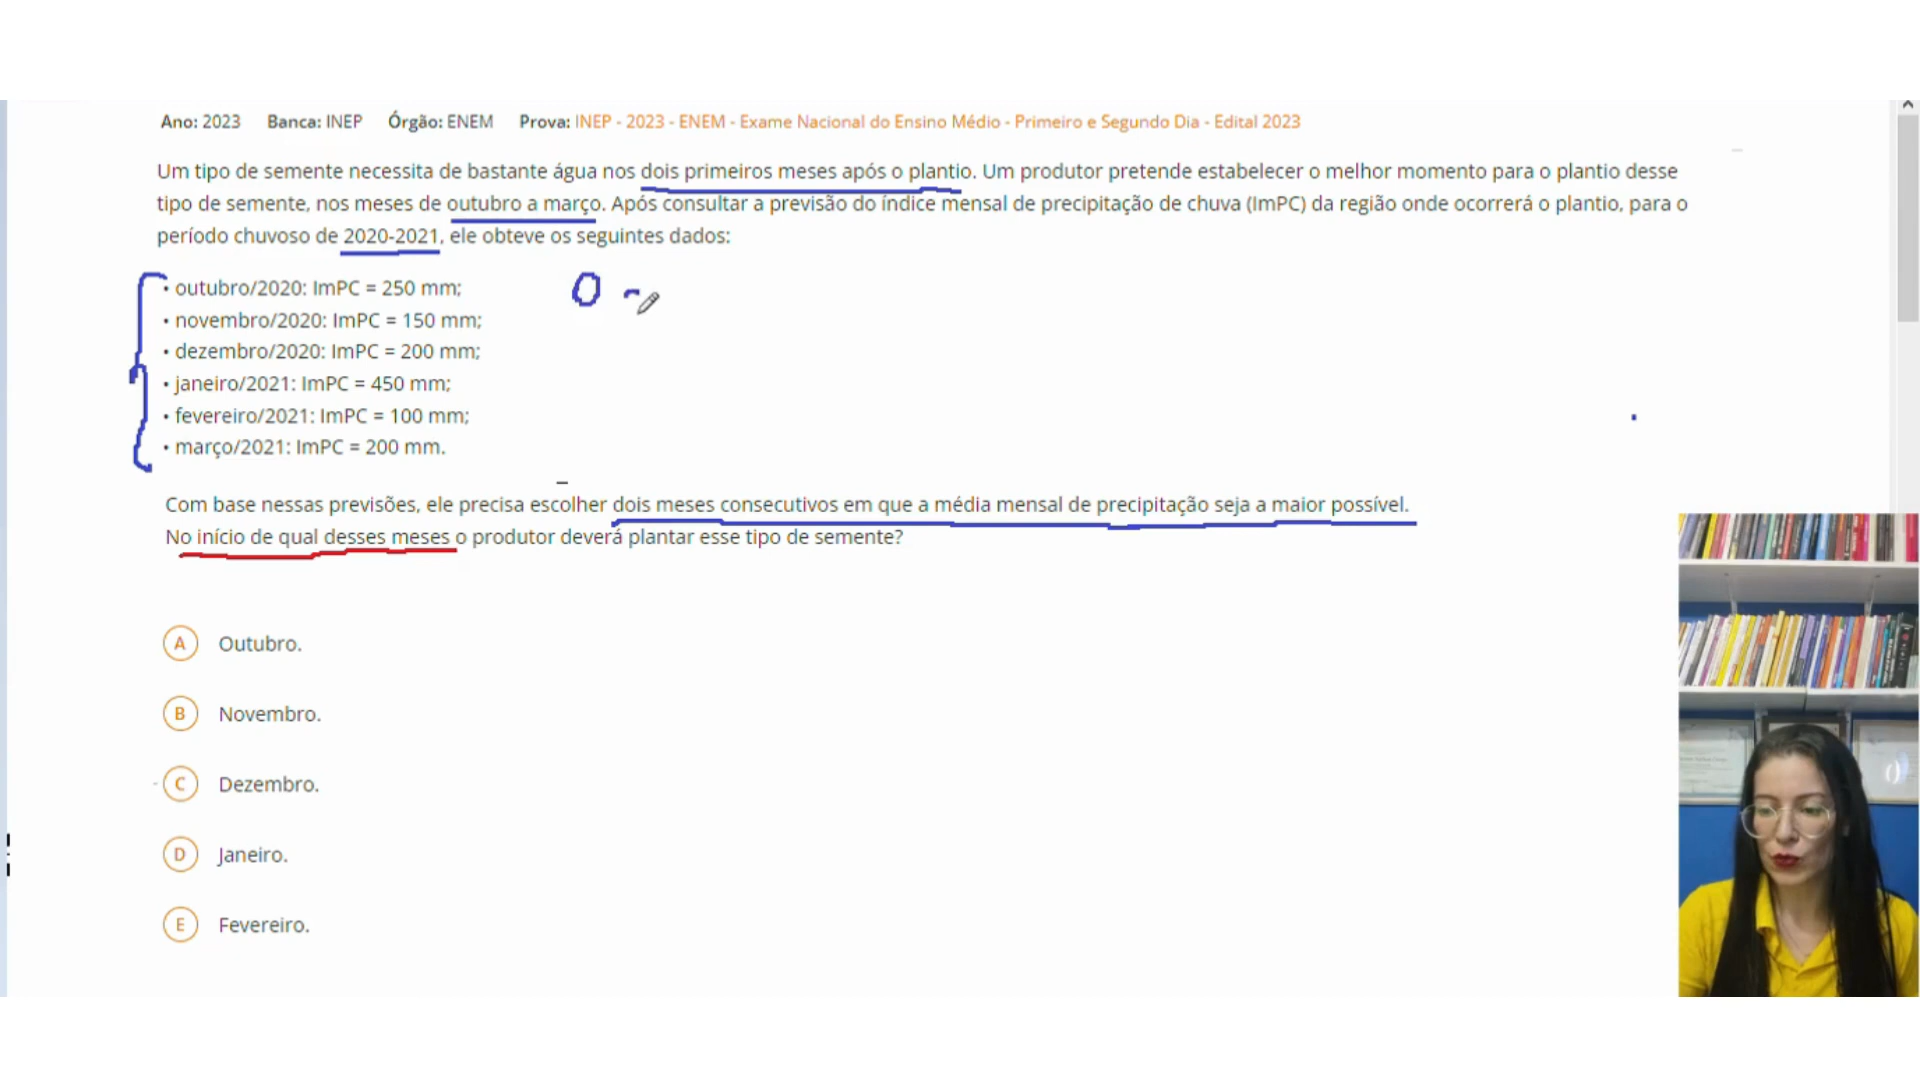 Ano: 2023 Banca: INEP Órgão: ENEM Prova: INEP - 2023 - ENEM - Exame Nacional do Ensino Médio - Primeiro e Segundo Dia - Edital 2023
Um tipo de semente necessita de bastante água nos dois primeiros meses após o plantio. Um produtor pretende estabelecer o melhor momento para o plantio desse
tipo de semente, nos meses de outubro a março. Após consultar a previsão do índice mensal de precipitação de chuva (ImPC) da região onde ocorrerá o plantio, para o
período chuvoso de 2020-2021, ele obteve os seguintes dados:
• outubro/2020: ImPC = 250 mm; O -
• novembro/2020: ImPC = 150 mm;
• dezembro/2020: ImPC = 200 mm;
• janeiro/2021: ImPC = 450 mm;
• fevereiro/2021: ImPC = 100 mm;
• março/2021: ImPC = 200 mm.
Com base nessas previsões, ele precisa escolher dois meses consecutivos em que a média mensal de precipitação seja a maior possível.
No início de qual desses meses o produtor deverá plantar esse tipo de semente?
A Outubro.
B Novembro.
C Dezembro.
D Janeiro.
E Fevereiro.